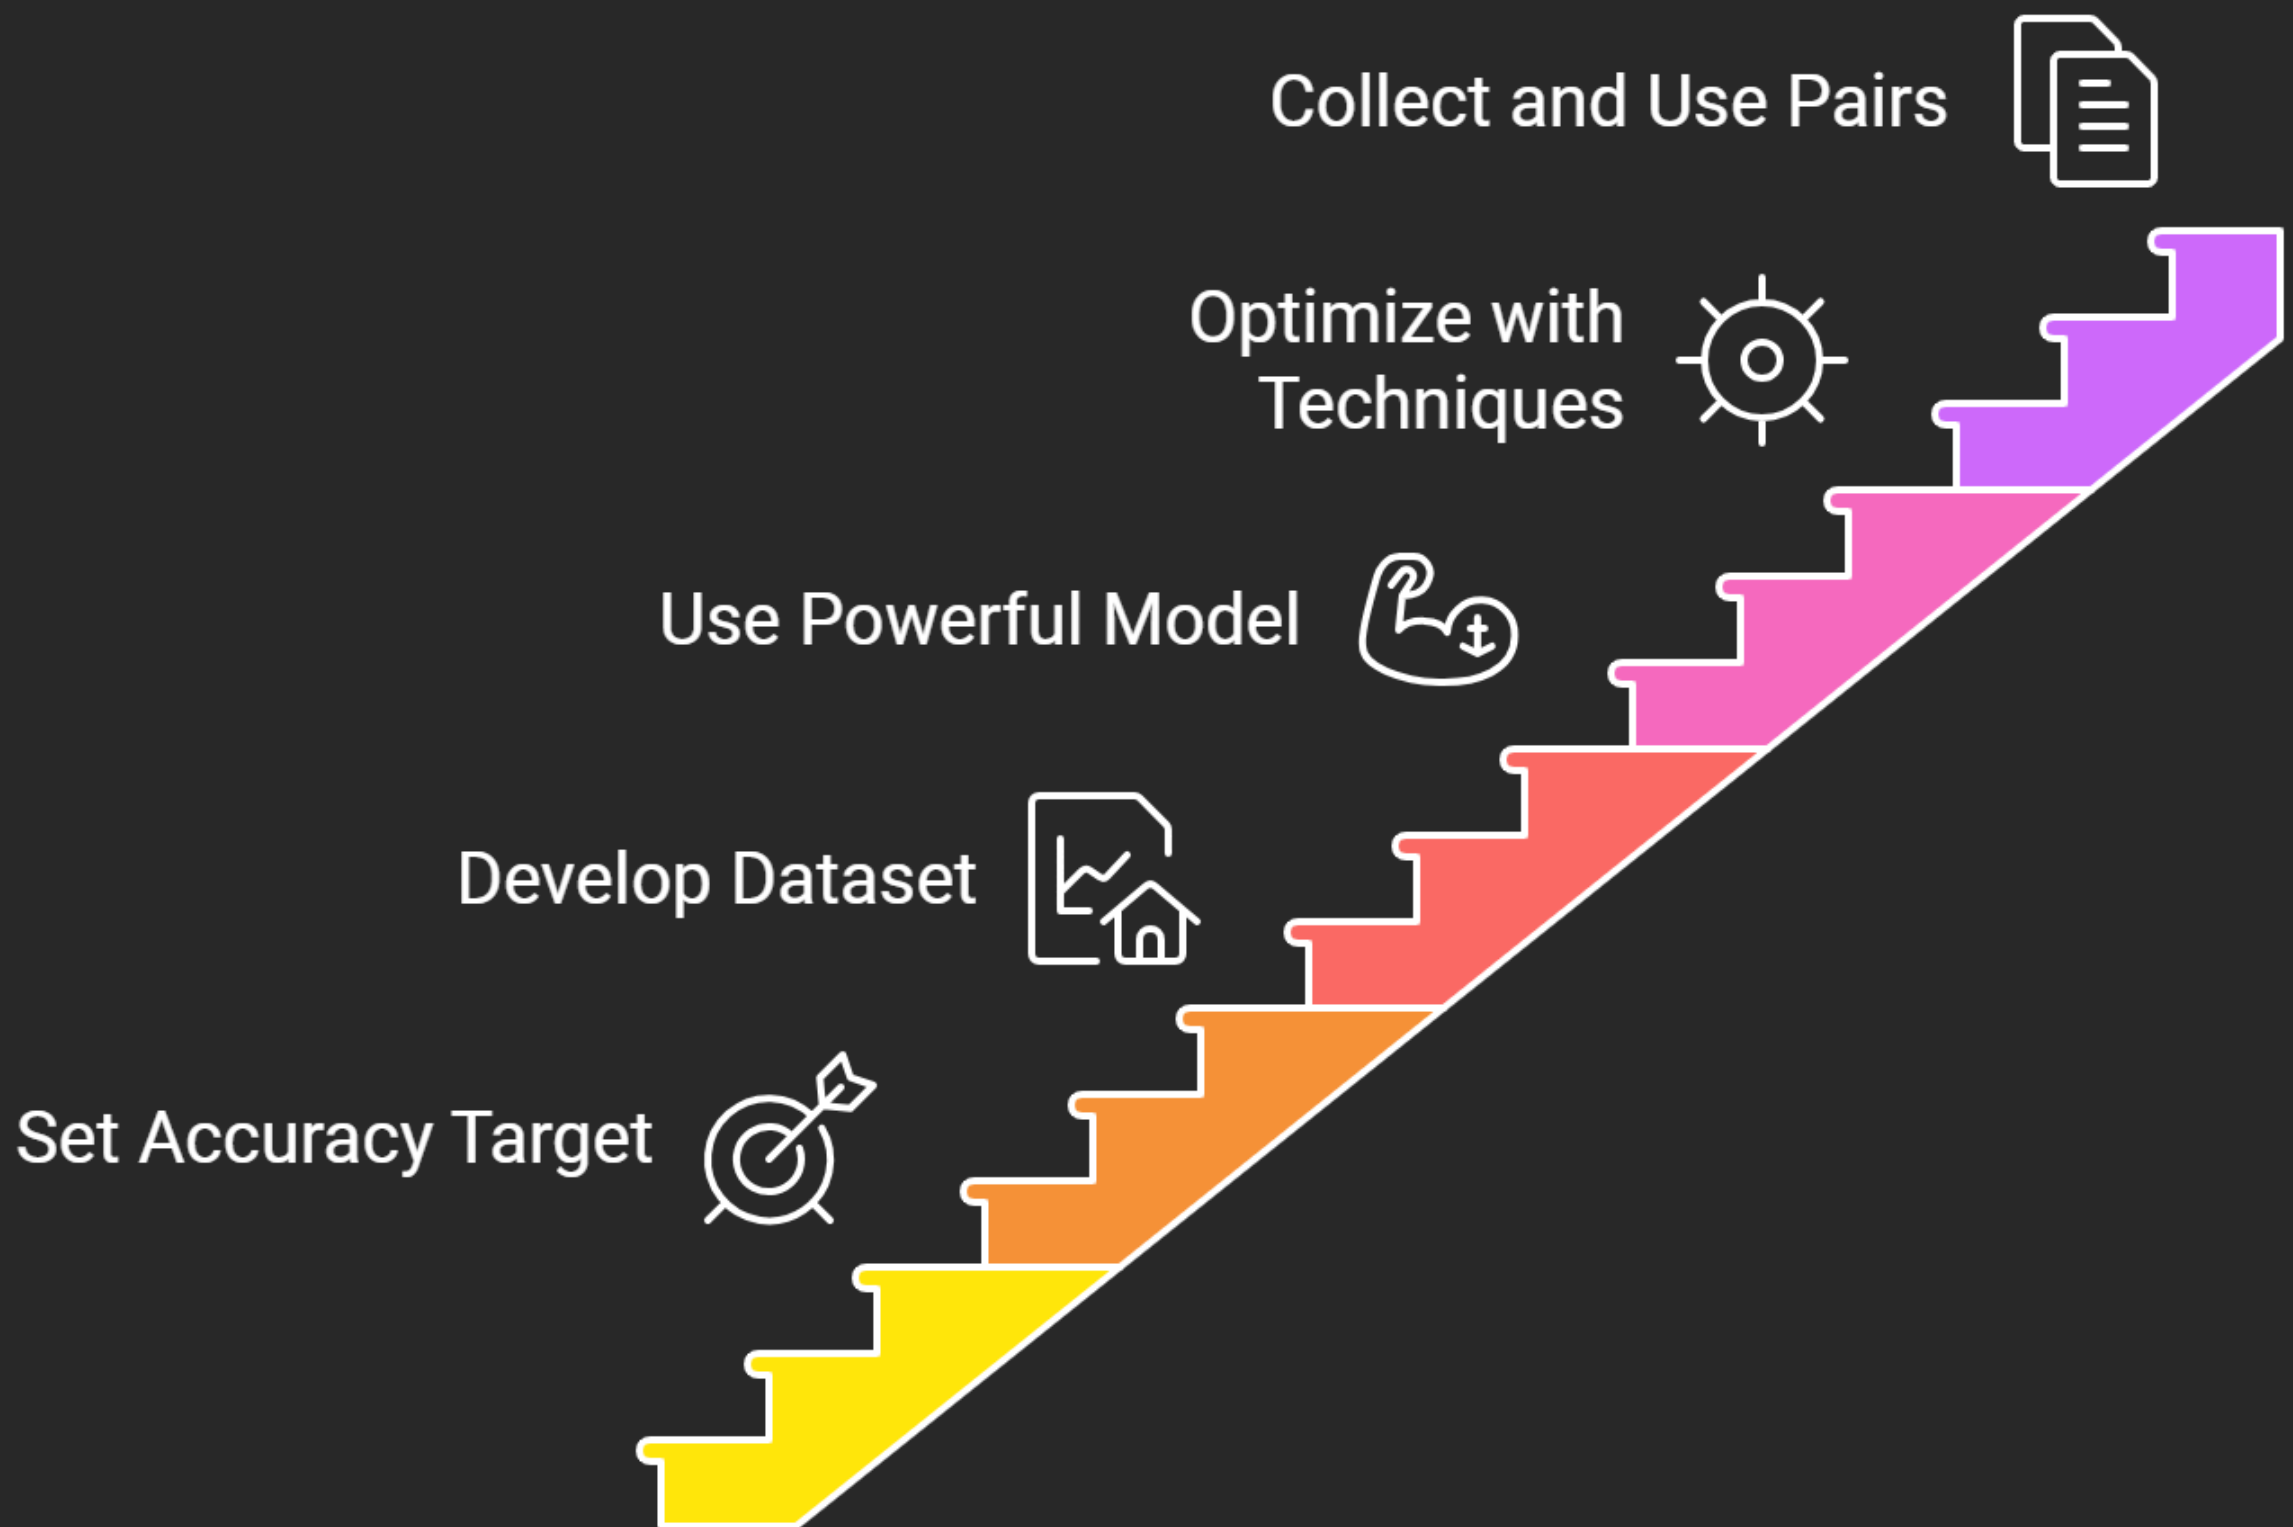 Collect and Use Pairs
Optimize with
Techniques
Use Powerful Model
Develop Dataset
Set Accuracy Target